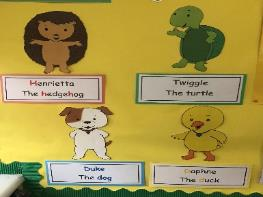 Henrietta
The hedgehog
Twiggle
The turtle
Duke
The dog
Daphne
The duck